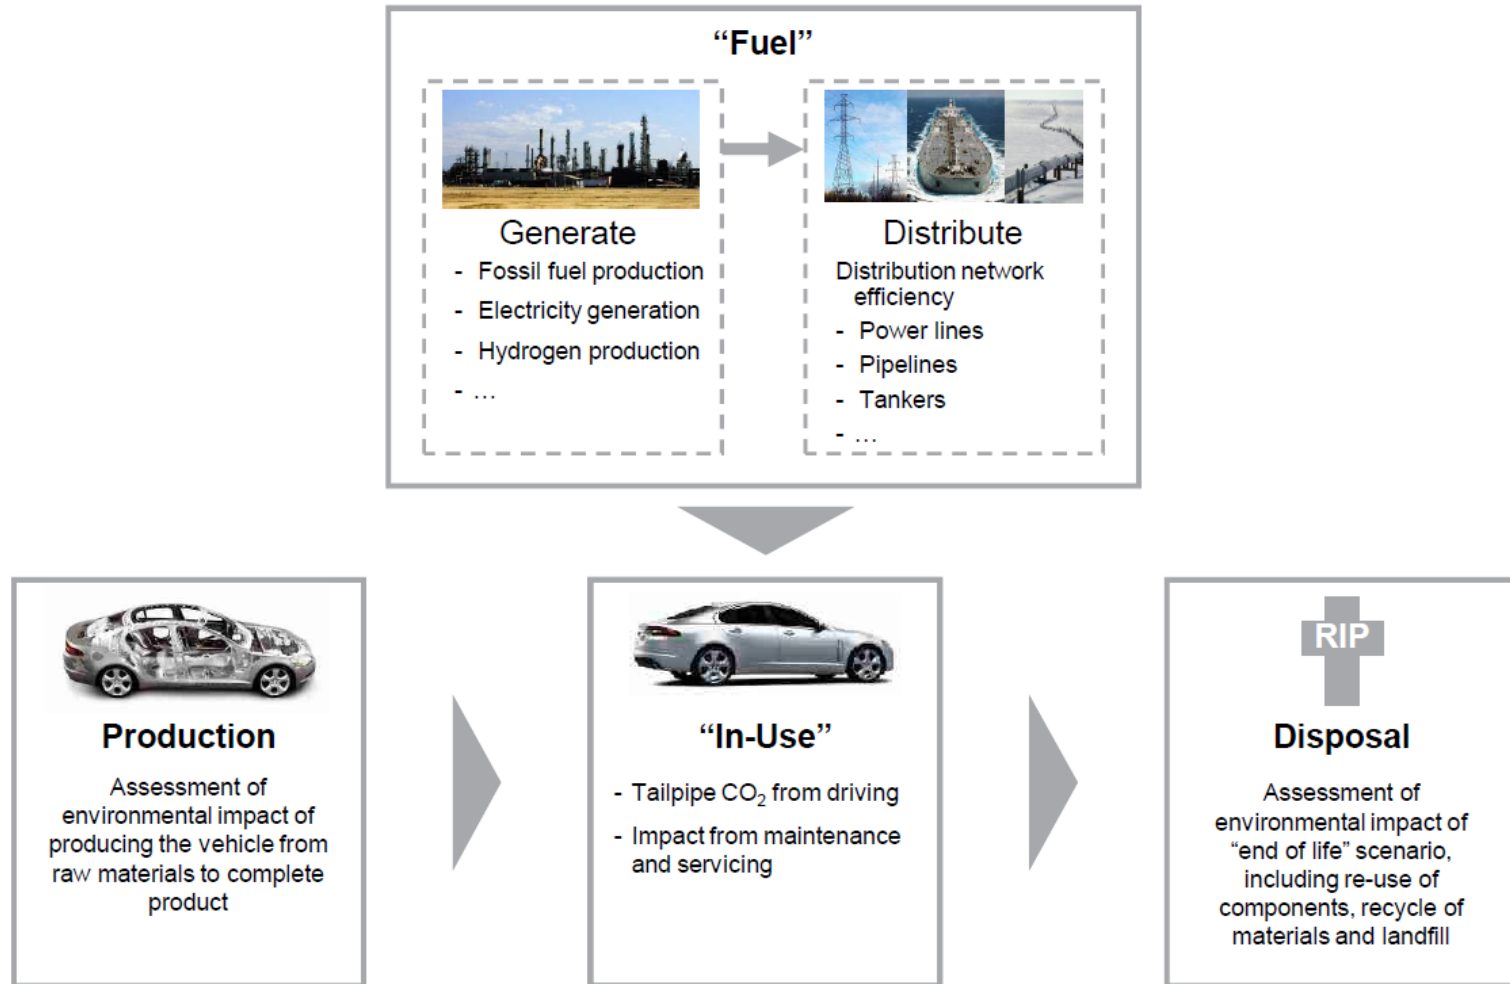 “Fuel”
Generate
- Fossil fuel production
- Electricity generation
- Hydrogen production
- ...
Distribute
Distribution network
efficiency
- Power lines
- Pipelines
- Tankers
- ...
Production
Assessment of
environmental impact of
producing the vehicle from
raw materials to complete
product
“In-Use”
- Tailpipe CO₂ from driving
- Impact from maintenance
and servicing
RIP
Disposal
Assessment of
environmental impact of
“end of life” scenario,
including re-use of
components, recycle of
materials and landfill